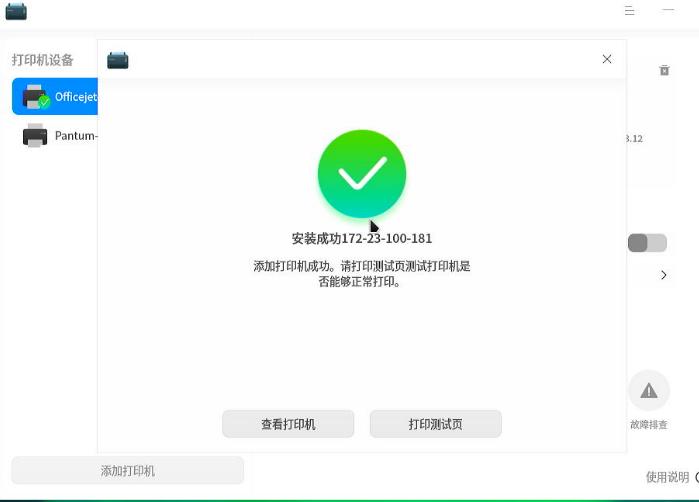 打印机设备
Officejet
Pantum-
3.12
安装成功172-23-100-181
添加打印机成功。请打印测试页测试打印机是
否能够正常打印。
查看打印机
打印测试页
故障排查
添加打印机
使用说明